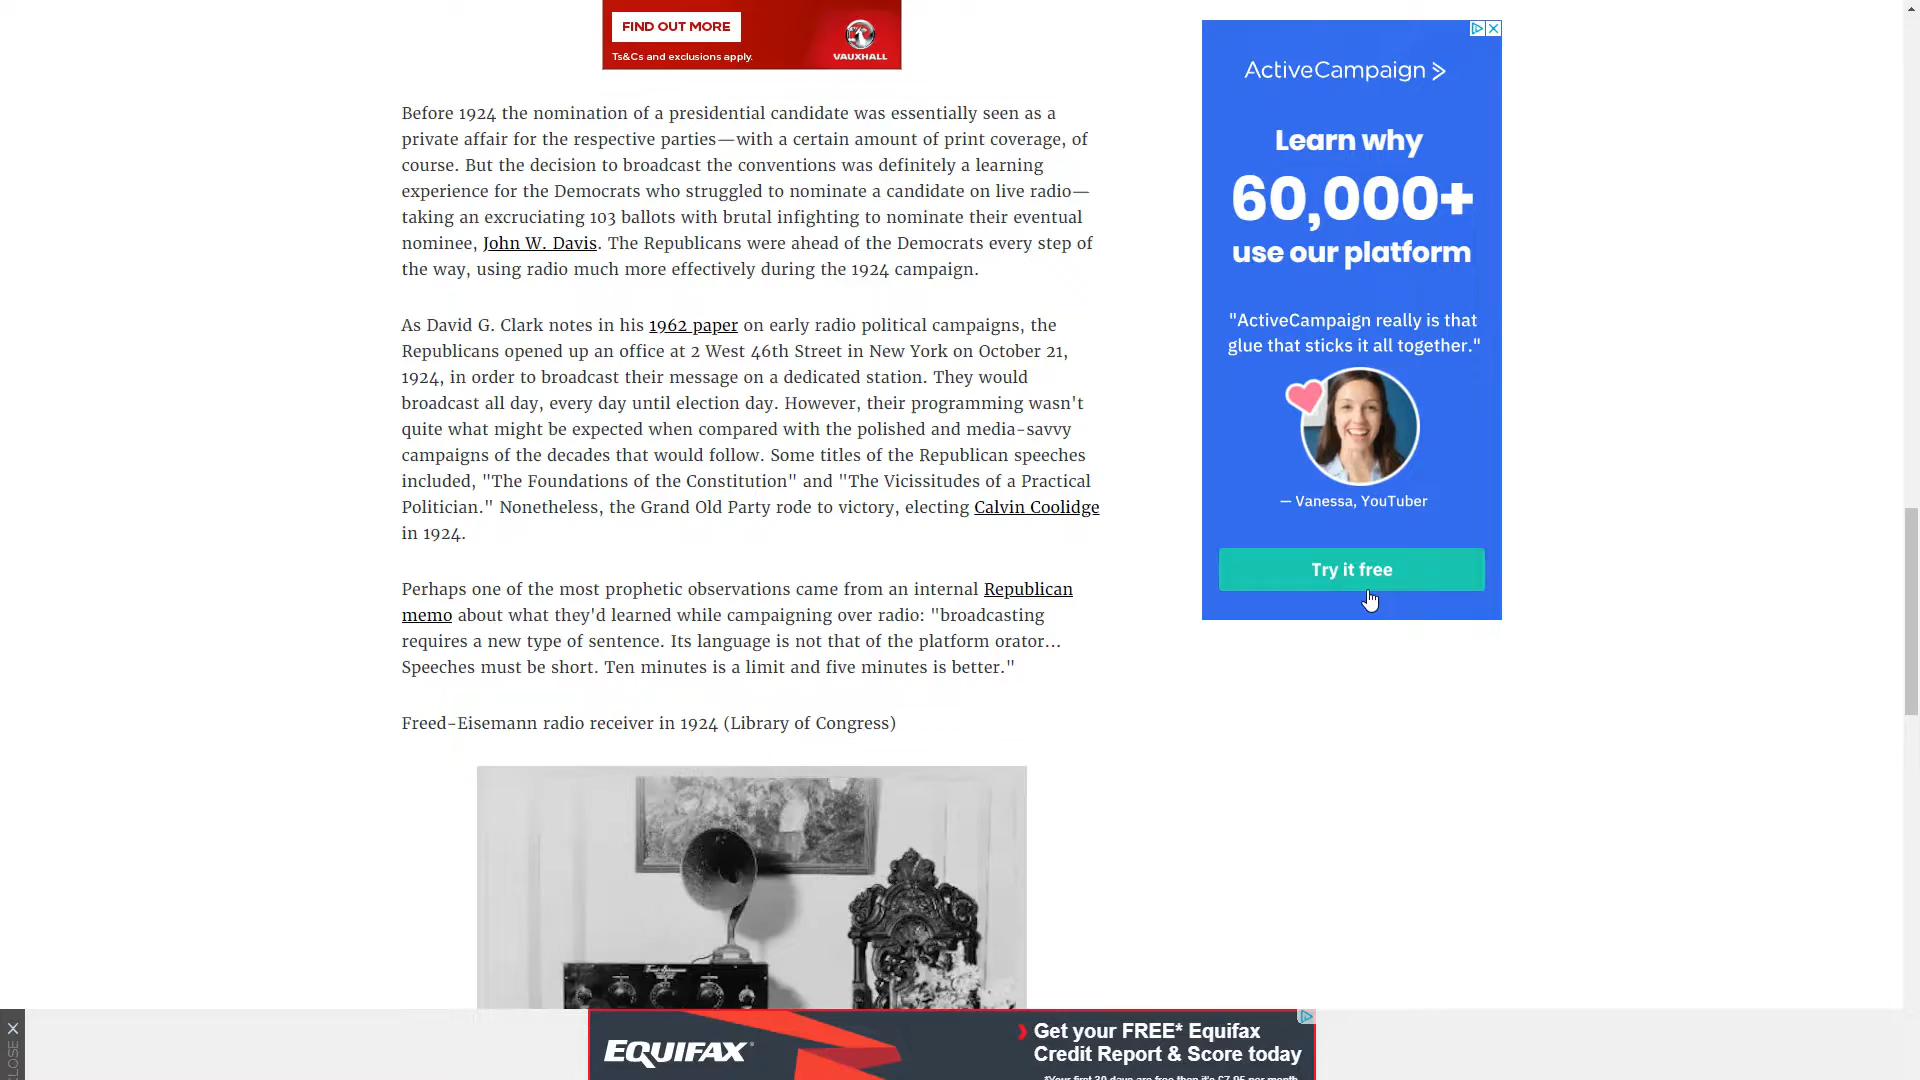 FIND OUT MORE
Ts&Cs and exclusions apply.
VAUXHALL
Before 1924 the nomination of a presidential candidate was essentially seen as a
private affair for the respective parties—with a certain amount of print coverage, of
course. But the decision to broadcast the conventions was definitely a learning
experience for the Democrats who struggled to nominate a candidate on live radio—
taking an excruciating 103 ballots with brutal infighting to nominate their eventual
nominee, John W. Davis. The Republicans were ahead of the Democrats every step of
the way, using radio much more effectively during the 1924 campaign.
As David G. Clark notes in his 1962 paper on early radio political campaigns, the
Republicans opened up an office at 2 West 46th Street in New York on October 21,
1924, in order to broadcast their message on a dedicated station. They would
broadcast all day, every day until election day. However, their programming wasn't
quite what might be expected when compared with the polished and media-savvy
campaigns of the decades that would follow. Some titles of the Republican speeches
included, "The Foundations of the Constitution" and "The Vicissitudes of a Practical
Politician." Nonetheless, the Grand Old Party rode to victory, electing Calvin Coolidge
in 1924.
Perhaps one of the most prophetic observations came from an internal Republican
memo about what they'd learned while campaigning over radio: "broadcasting
requires a new type of sentence. Its language is not that of the platform orator...
Speeches must be short. Ten minutes is a limit and five minutes is better."
Freed-Eisemann radio receiver in 1924 (Library of Congress)
ActiveCampaign
Learn why
60,000+
use our platform
"ActiveCampaign really is that
glue that sticks it all together."
— Vanessa, YouTuber
Try it free
CLOSE X
EQUIFAX
Get your FREE* Equifax
Credit Report & Score today
*Your first 30 days are free then it's £7.95 per month